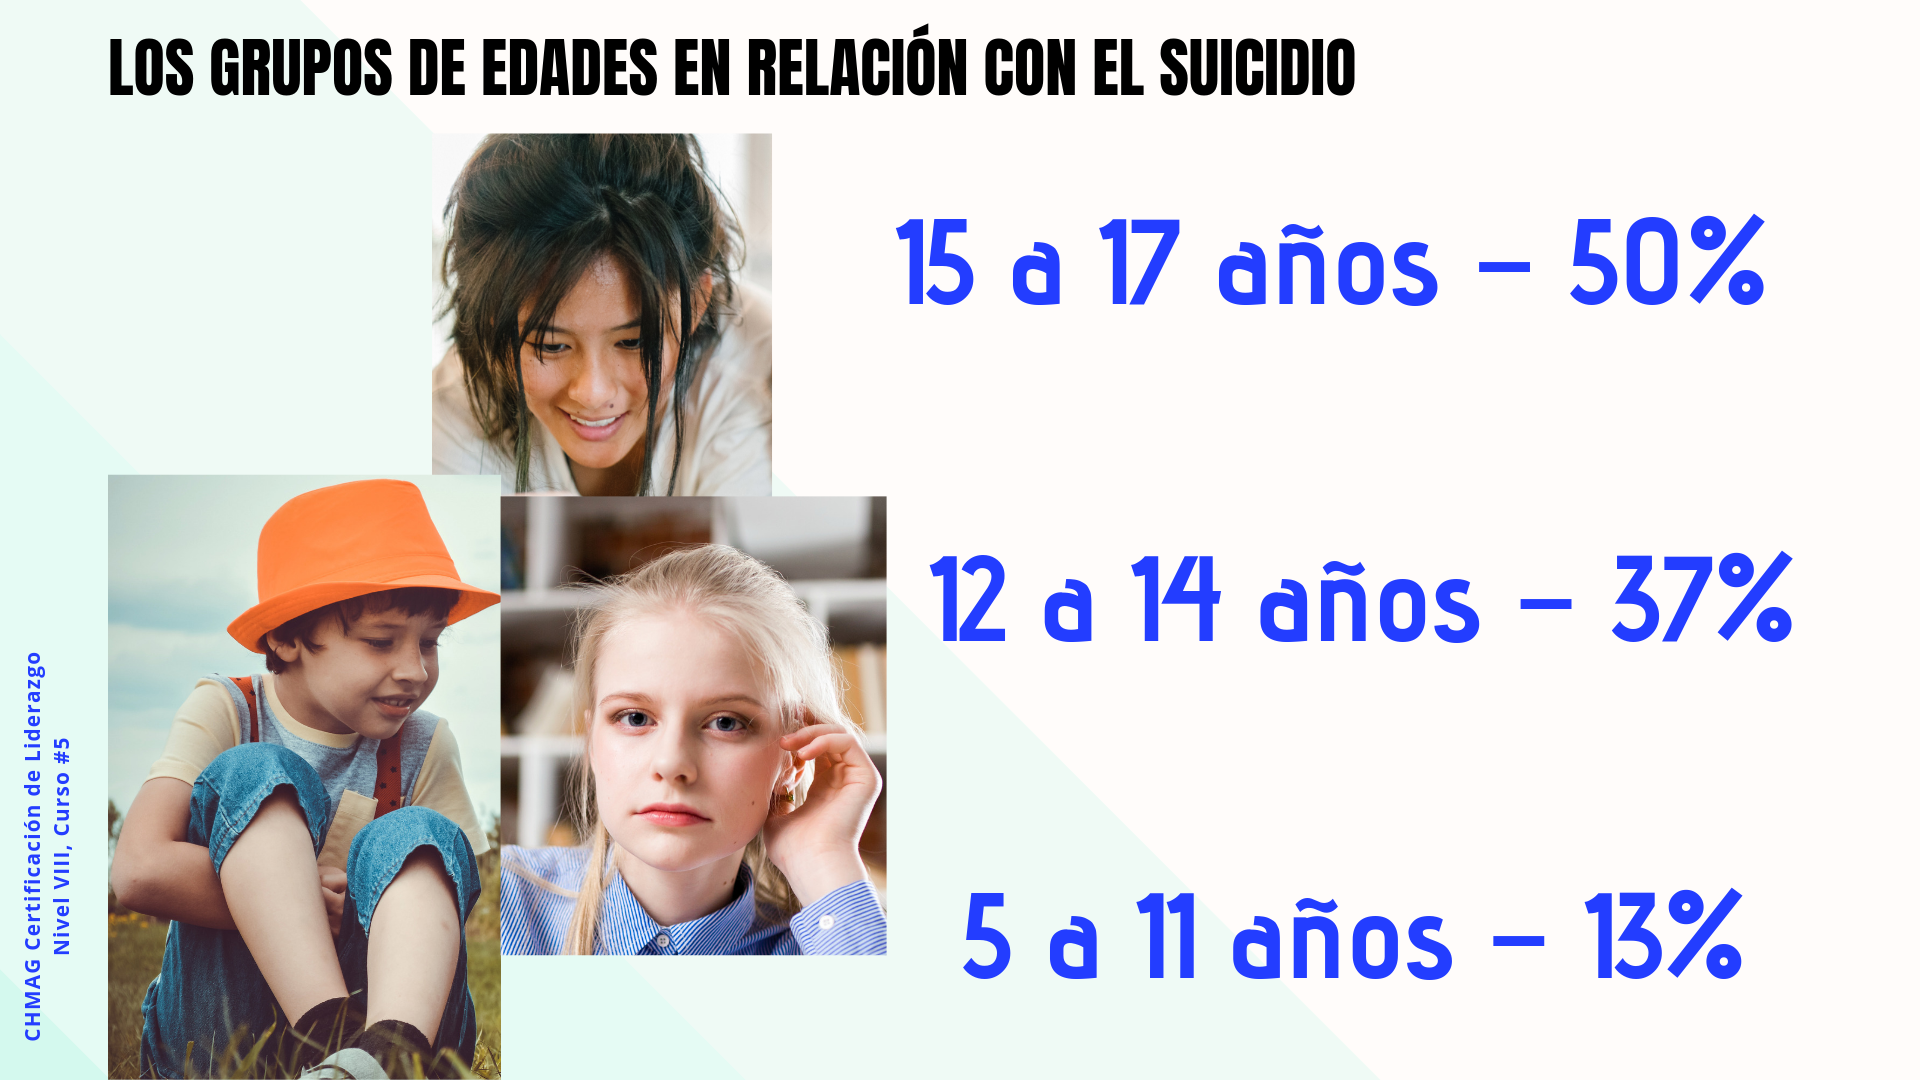 LOS GRUPOS DE EDADES EN RELACIÓN CON EL SUICIDIO
15 a 17 años – 50%
12 a 14 años – 37%
5 a 11 años – 13%
CHMAG Certificación de Liderazgo
Nivel VIII, Curso #5